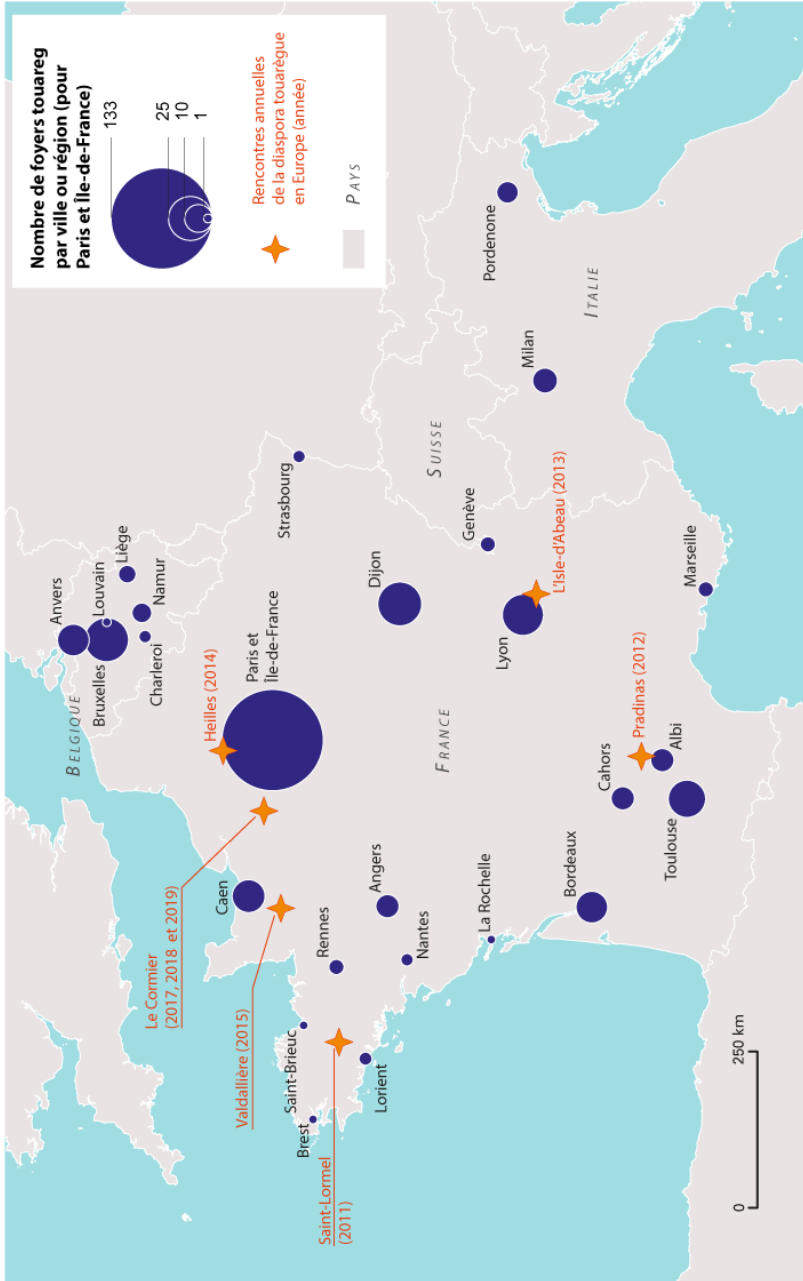 Nombre de foyers touareg
par ville ou région (pour
Paris et Île-de-France)
133
25
10
1
Rencontres annuelles
de la diaspora touarègue
en Europe (année)
PAYS
BELGIQUE
Anvers
Bruxelles
Louvain
Liège
Namur
Charleroi
Heilles (2014)
Paris et
Île-de-France
Strasbourg
Le Cormier
(2017, 2018 et 2019)
Caen
Valdallière (2015)
Saint-Brieuc
Brest
Rennes
Saint-Lormel
(2011)
Lorient
Angers
Nantes
Dijon
FRANCE
SUISSE
Genève
La Rochelle
Lyon
L'Isle-d'Abeau (2013)
Milan
Pordenone
ITALIE
Bordeaux
Cahors
Pradinas (2012)
Albi
Toulouse
Marseille
0
250 km